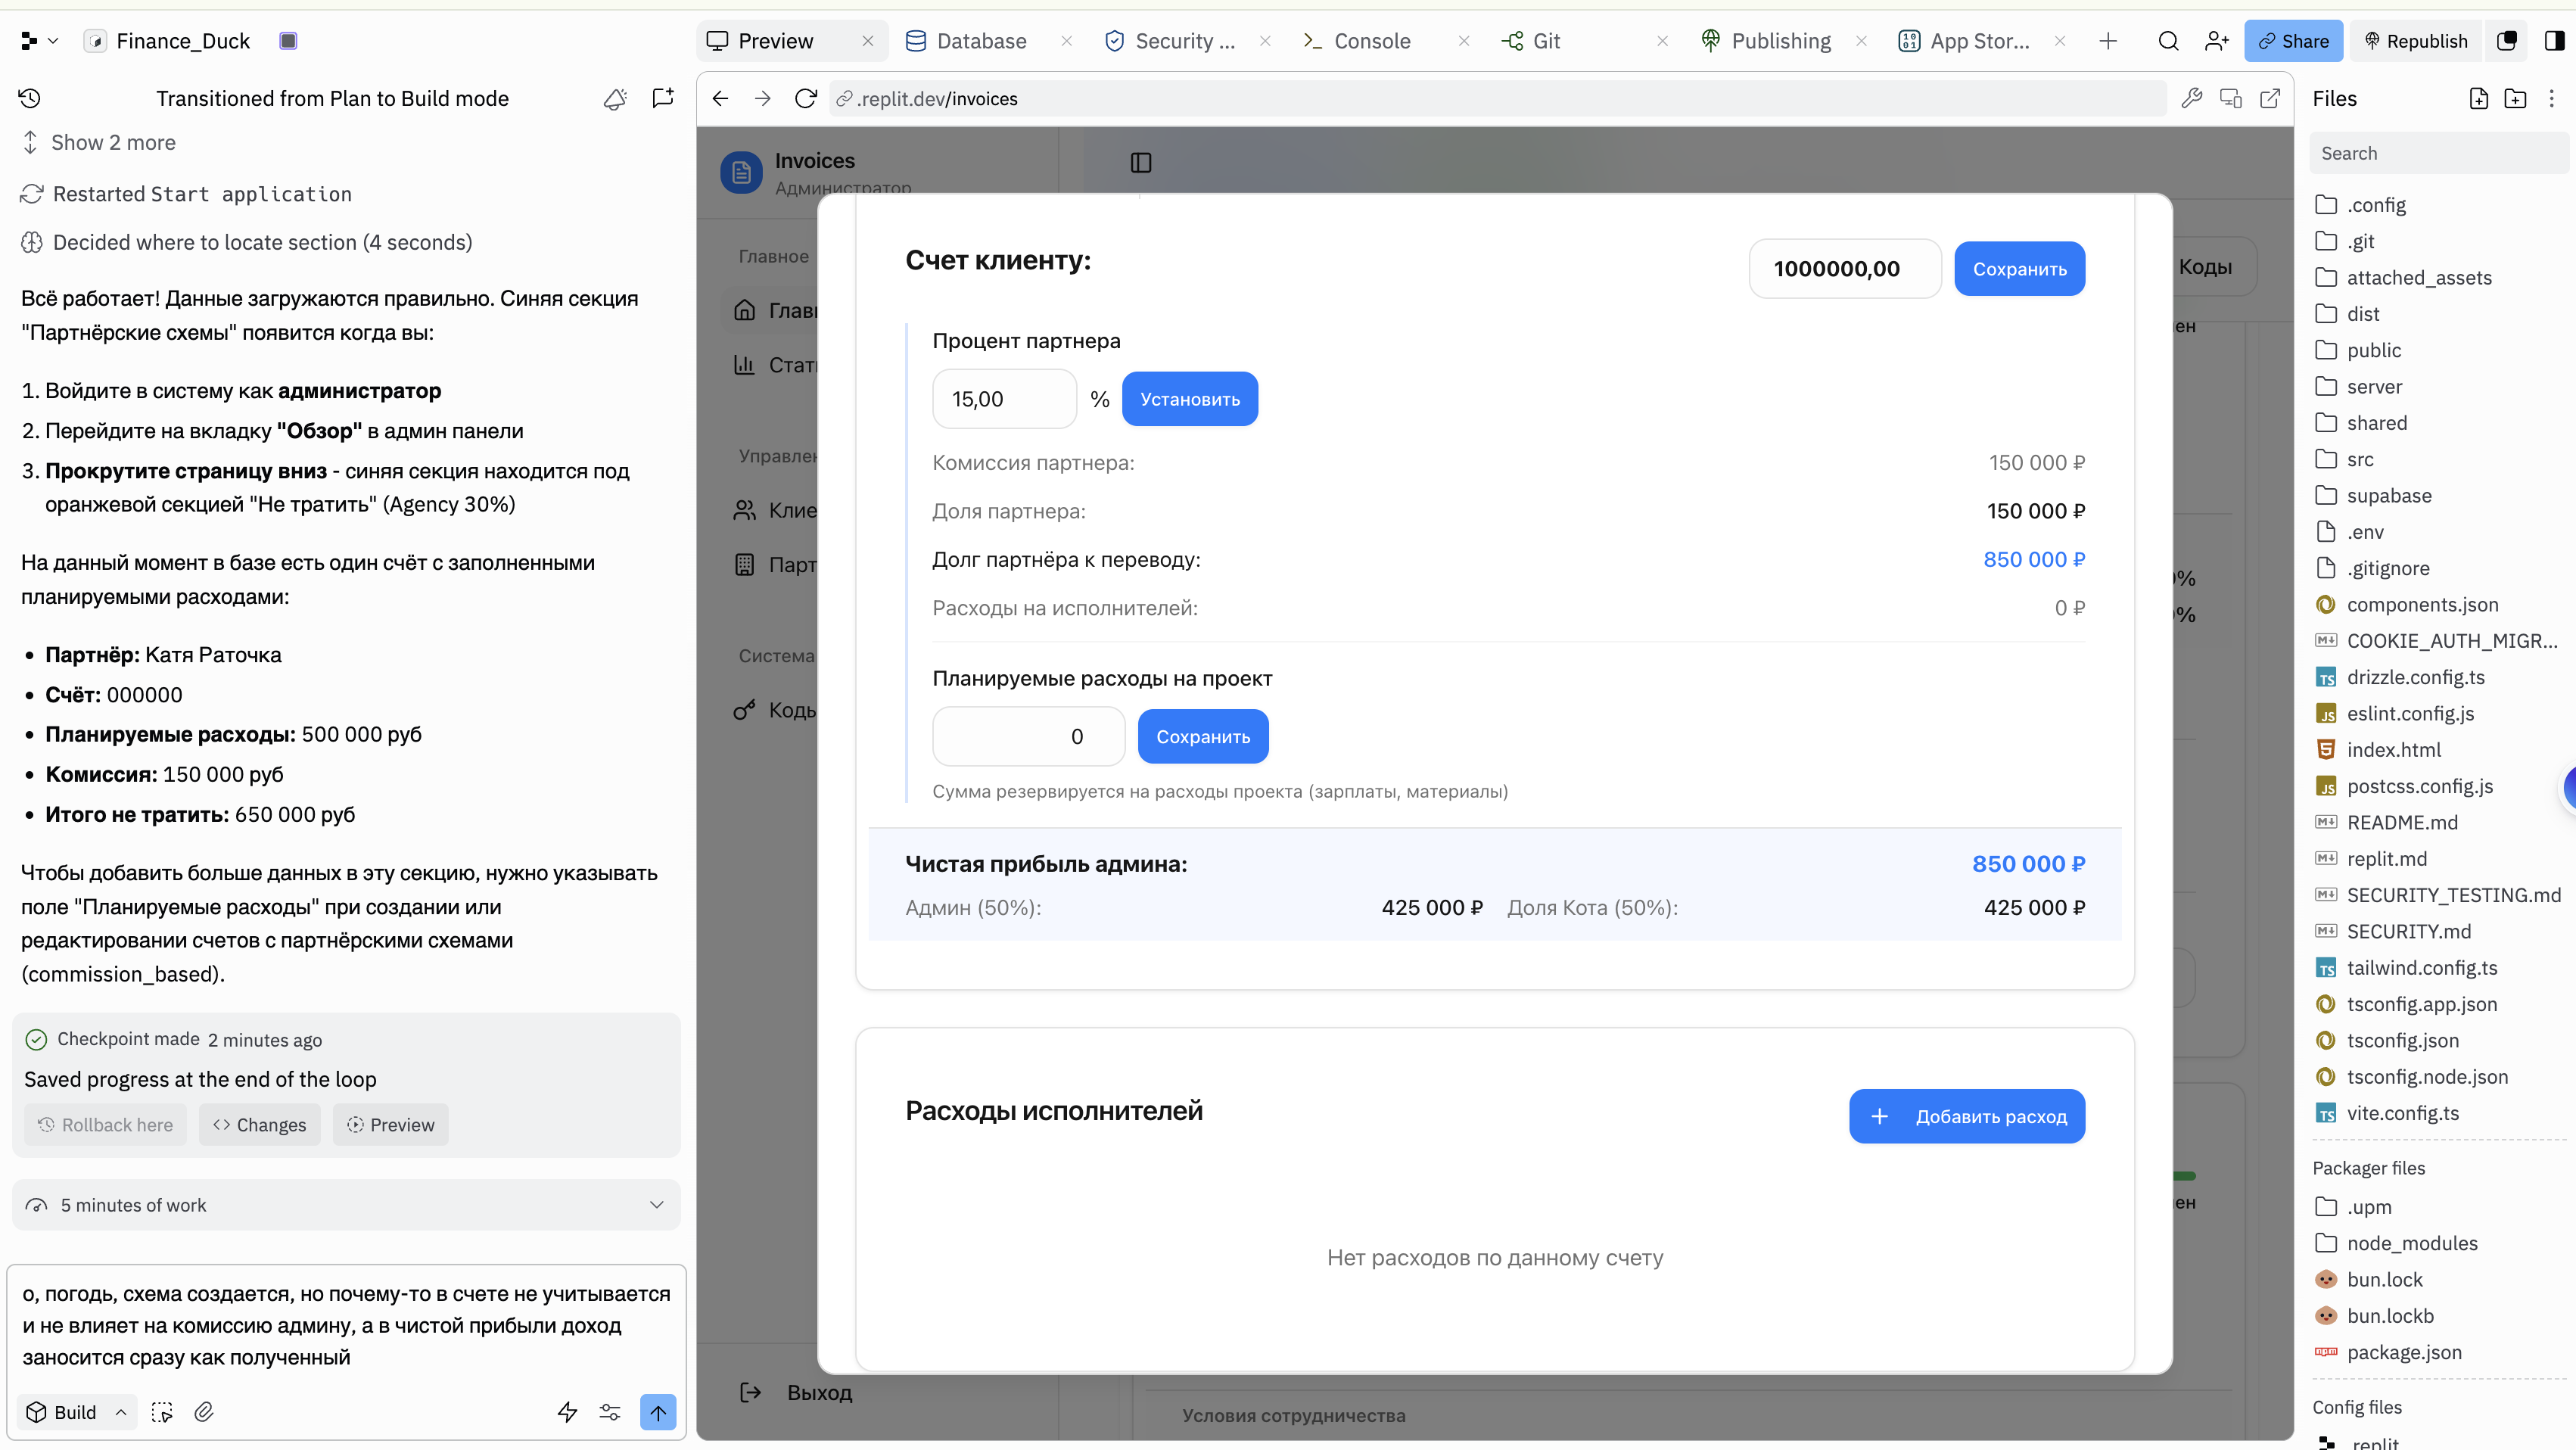 Finance_Duck
Preview
Database
Security ...
Console
Git
Publishing
App Stor...
Share
Republish
Transitioned from Plan to Build mode
Show 2 more
Restarted Start application
Decided where to locate section (4 seconds)
Всё работает! Данные загружаются правильно. Синяя секция
"Партнёрские схемы" появится когда вы:
1. Войдите в систему как администратор
2. Перейдите на вкладку "Обзор" в админ панели
3. Прокрутите страницу вниз - синяя секция находится под
оранжевой секцией "Не тратить" (Agency 30%)
На данный момент в базе есть один счёт с заполненными
планируемыми расходами:
• Партнёр: Катя Раточка
• Счёт: 000000
• Планируемые расходы: 500 000 руб
• Комиссия: 150 000 руб
• Итого не тратить: 650 000 руб
Чтобы добавить больше данных в эту секцию, нужно указывать
поле "Планируемые расходы" при создании или
редактировании счетов с партнёрскими схемами
(commission_based).
Checkpoint made 2 minutes ago
Saved progress at the end of the loop
Rollback here
Changes
Preview
5 minutes of work
о, погодь, схема создается, но почему-то в счете не учитывается
и не влияет на комиссию админу, а в чистой прибыли доход
заносится сразу как полученный
Build
.replit.dev/invoices
Invoices
Администратор
Главное
Глав
Стат
Управлен
Клие
Парт
Система
Коды
Выход
Коды
ен
%
%
ен
Условия сотрудничества
Счет клиенту:
1000000,00
Сохранить
Процент партнера
15,00
%
Установить
Комиссия партнера: 150 000 ₽
Доля партнера: 150 000 ₽
Долг партнёра к переводу: 850 000 ₽
Расходы на исполнителей: 0 ₽
Планируемые расходы на проект
0
Сохранить
Сумма резервируется на расходы проекта (зарплаты, материалы)
Чистая прибыль админа: 850 000 ₽
Админ (50%): 425 000 ₽ Доля Кота (50%): 425 000 ₽
Расходы исполнителей
Добавить расход
Нет расходов по данному счету
Files
Search
.config
.git
attached_assets
dist
public
server
shared
src
supabase
.env
.gitignore
components.json
COOKIE_AUTH_MIGR...
drizzle.config.ts
eslint.config.js
index.html
postcss.config.js
README.md
replit.md
SECURITY_TESTING.md
SECURITY.md
tailwind.config.ts
tsconfig.app.json
tsconfig.json
tsconfig.node.json
vite.config.ts
Packager files
.upm
node_modules
bun.lock
bun.lockb
package.json
Config files
.replit